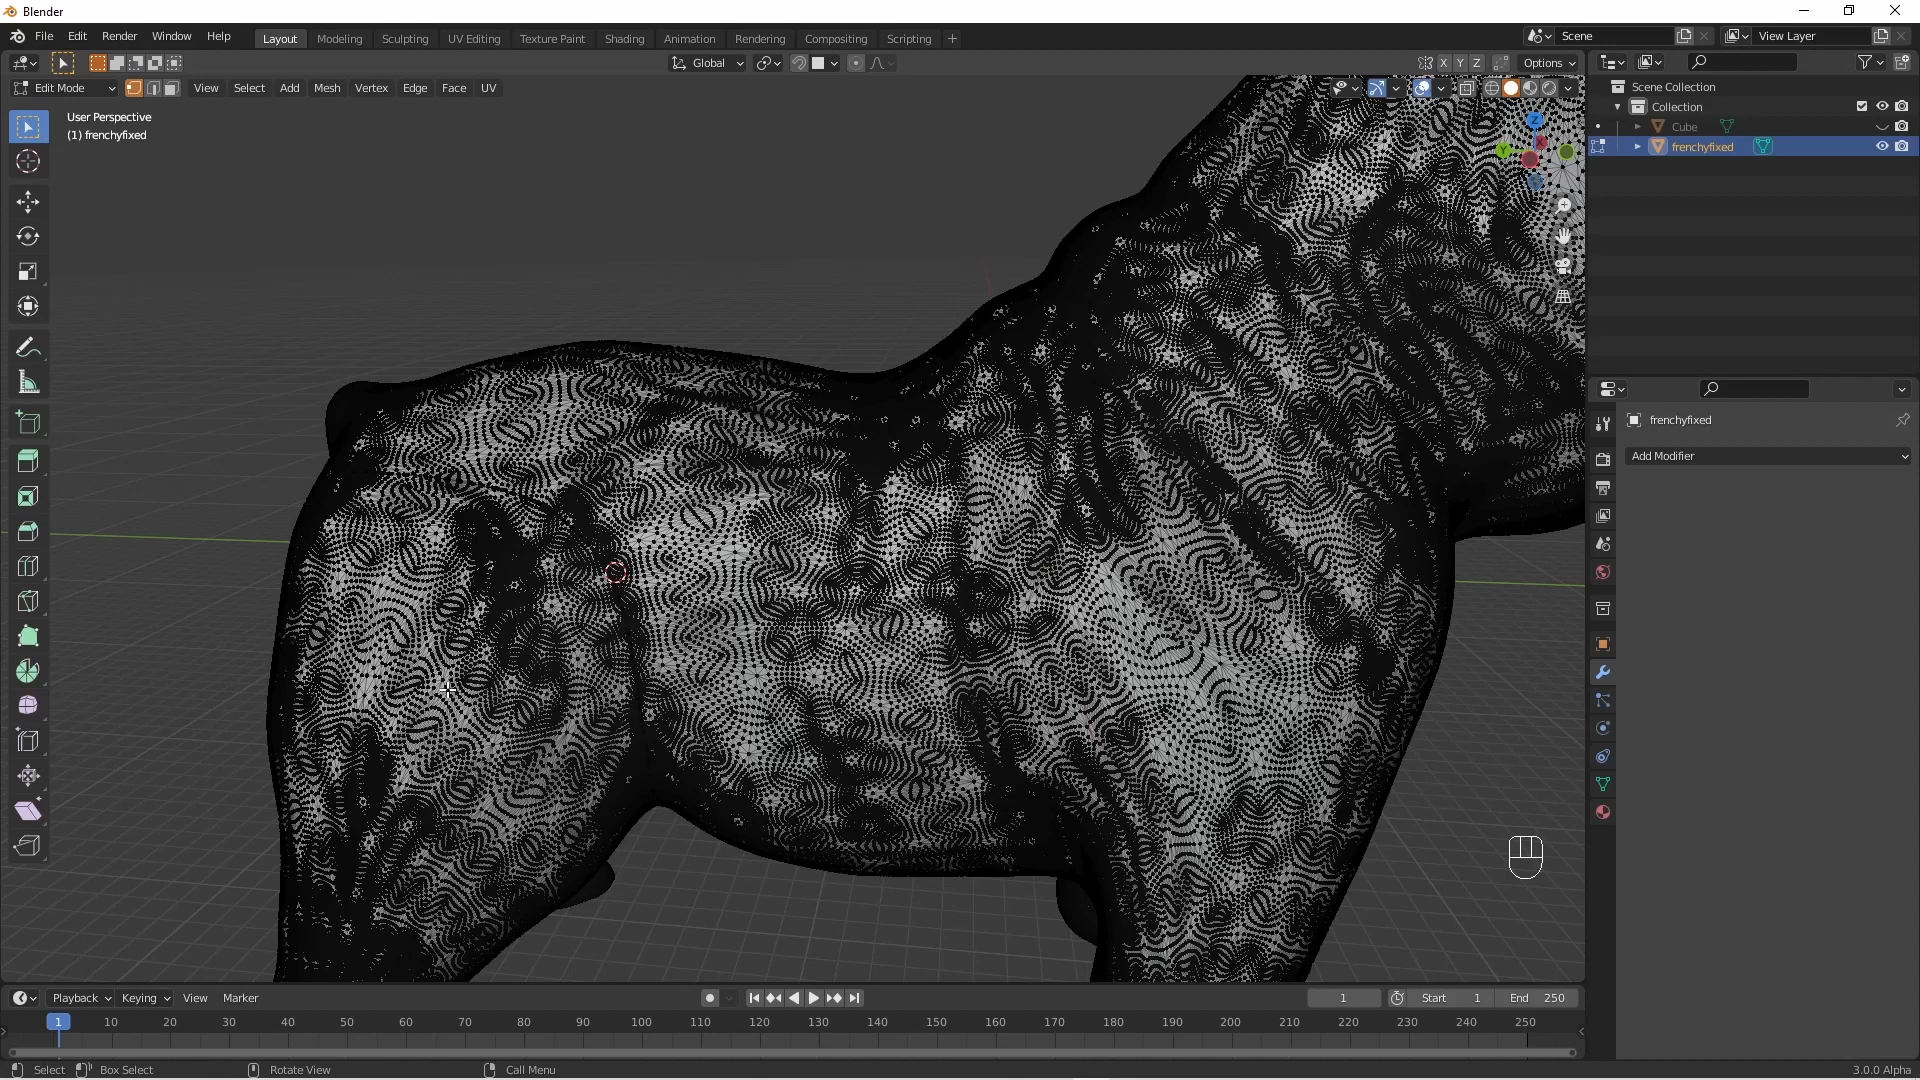 Blender
File Edit Render Window Help
Layout Modeling Sculpting UV Editing Texture Paint Shading Animation Rendering Compositing Scripting
Scene
View Layer
Global
X Y Z
Options
Edit Mode
View Select Add Mesh Vertex Edge Face UV
User Perspective
(1) frenchyfixed
Z
Y
Scene Collection
Collection
Cube
frenchyfixed
frenchyfixed
Add Modifier
Playback Keying View Marker
1
Start 1
End 250
1 10 20 30 40 50 60 70 80 90 100 110 120 130 140 150 160 170 180 190 200 210 220 230 240 250
Select Box Select Rotate View Call Menu
3.0.0 Alpha